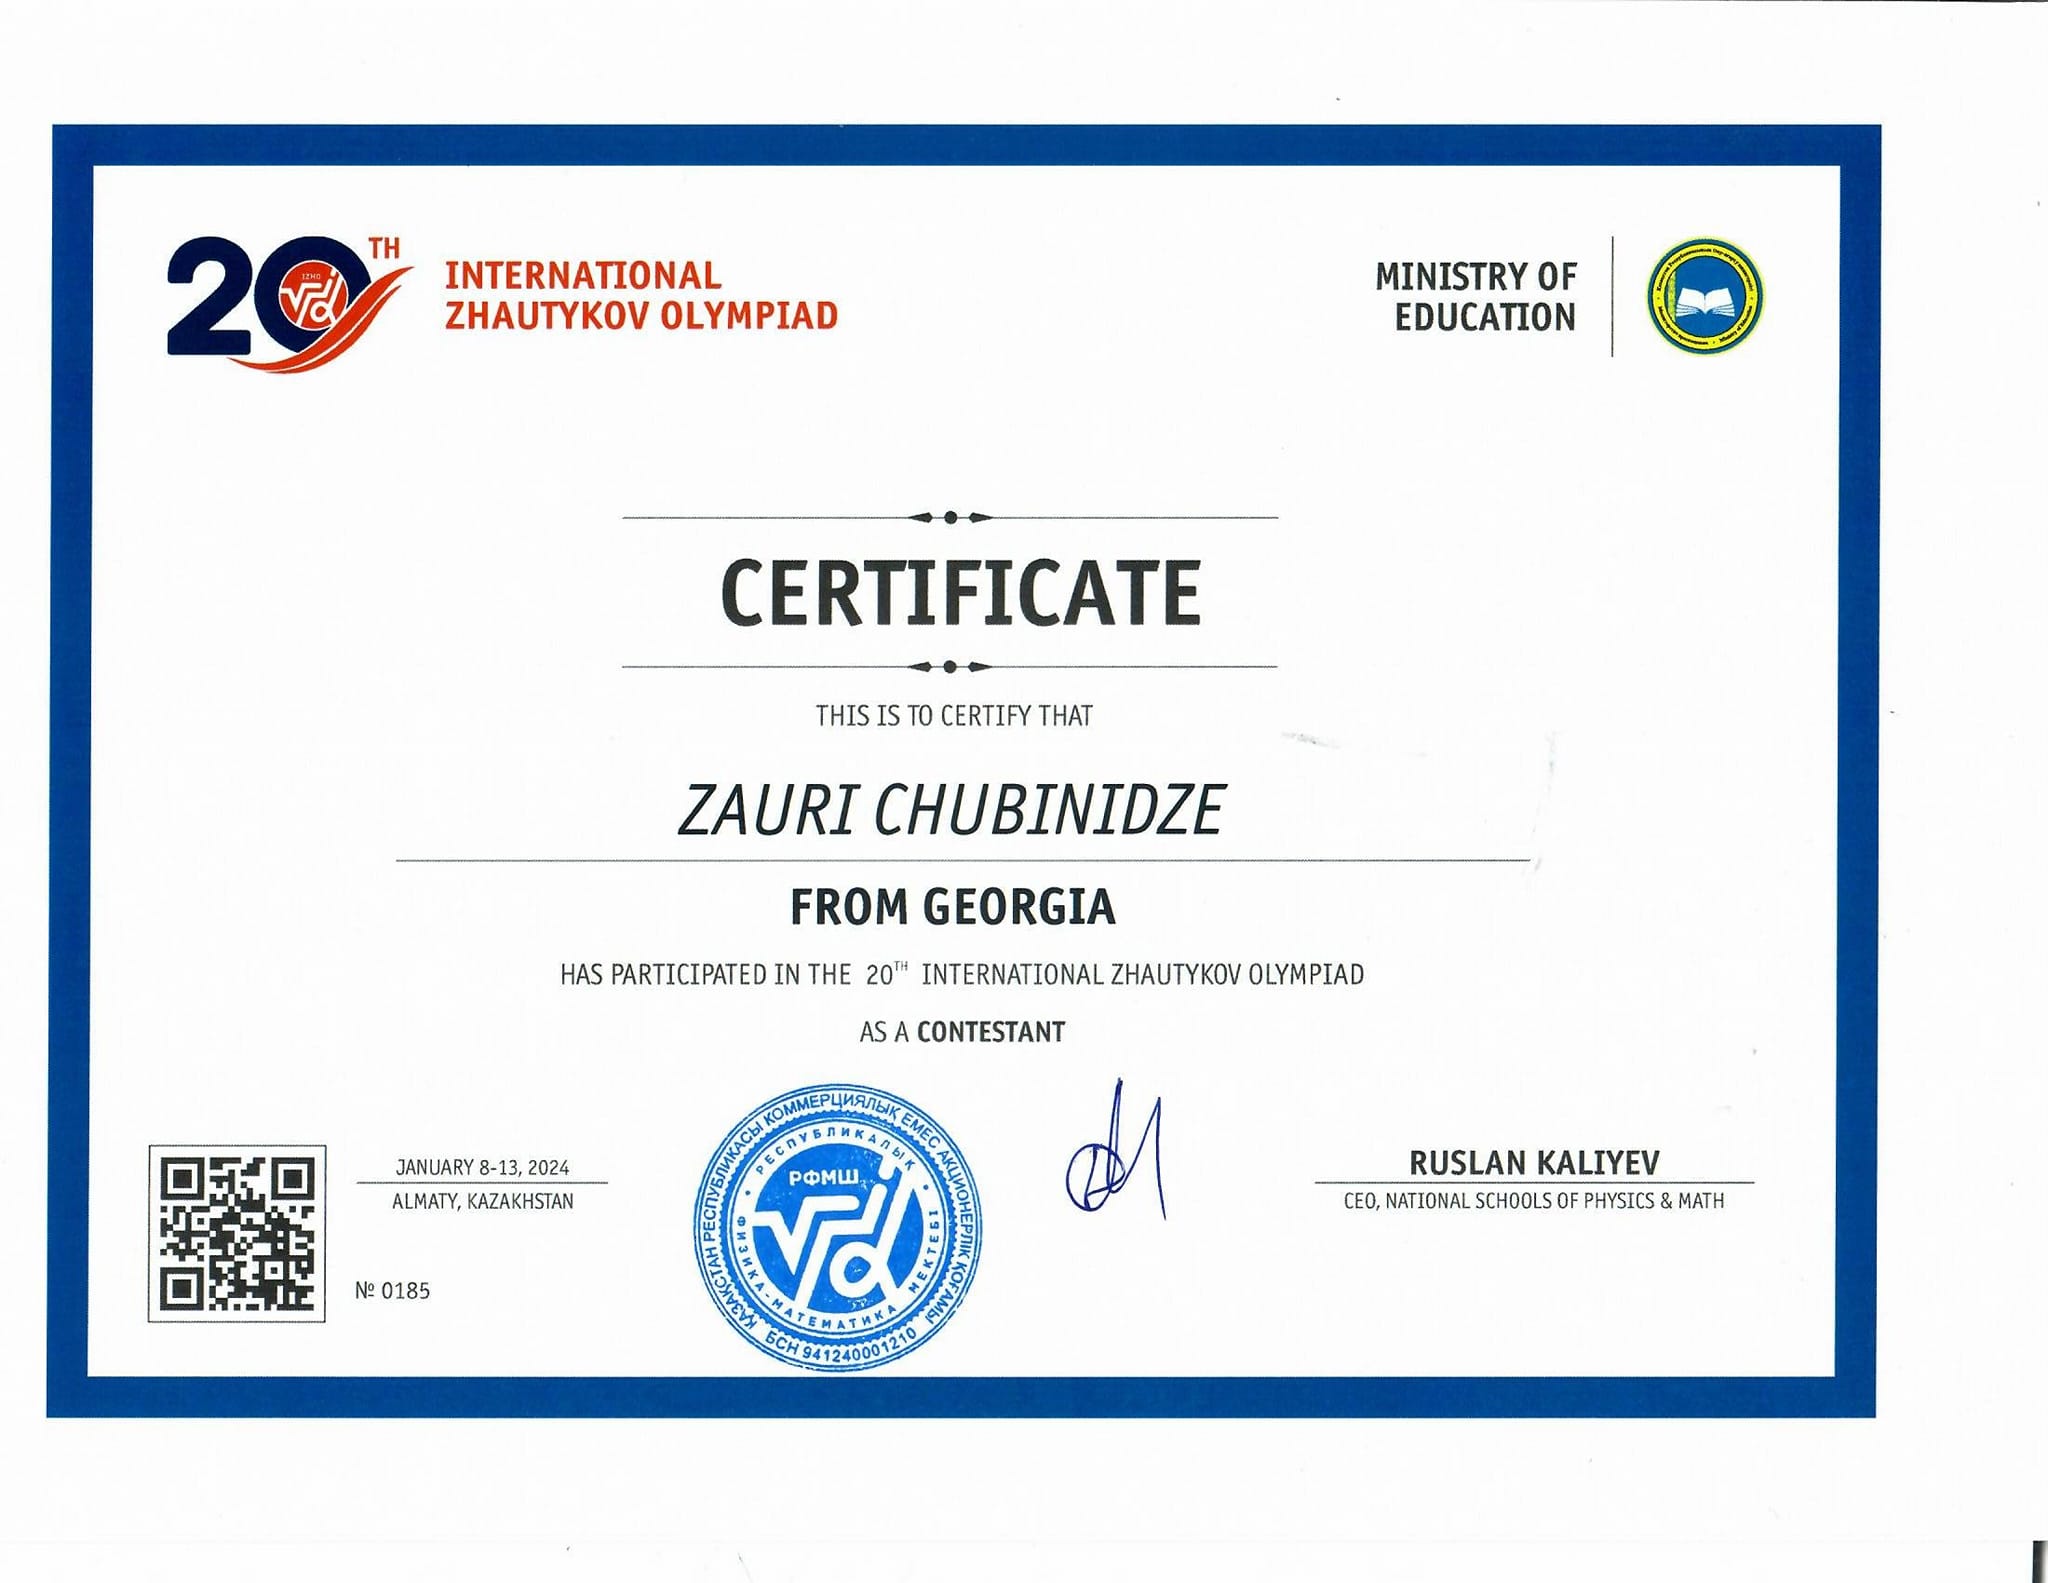 20TH
IZHO
INTERNATIONAL
ZHAUTYKOV OLYMPIAD
MINISTRY OF
EDUCATION
CERTIFICATE
THIS IS TO CERTIFY THAT
ZAURI CHUBINIDZE
FROM GEORGIA
HAS PARTICIPATED IN THE 20TH INTERNATIONAL ZHAUTYKOV OLYMPIAD
AS A CONTESTANT
JANUARY 8-13, 2024
ALMATY, KAZAKHSTAN
№ 0185
ҚАЗАҚСТАН РЕСПУБЛИКАСЫ КОММЕРЦИЯЛЫҚ ЕМЕС АКЦИОНЕРЛІК ҚОҒАМЫ
РЕСПУБЛИКАЛЫҚ
РФМШ
ФИЗИКА-МАТЕМАТИКА МЕКТЕБІ
БСН 941240001210
RUSLAN KALIYEV
CEO, NATIONAL SCHOOLS OF PHYSICS & MATH